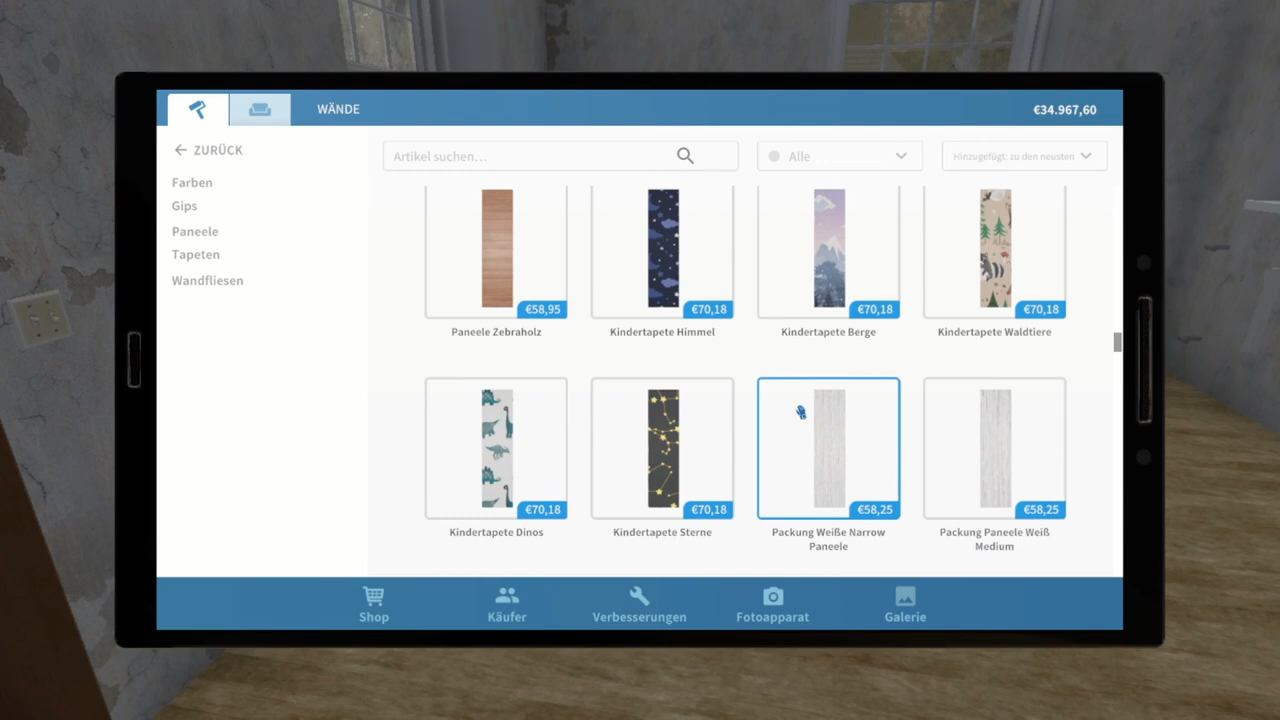 WÄNDE
€34.967,60
ZURÜCK
Farben
Gips
Paneele
Tapeten
Wandfliesen
Artikel suchen...
Alle
Hinzugefügt: zu den neusten
€58,95
€70,18
€70,18
€70,18
Paneele Zebraholz
Kindertapete Himmel
Kindertapete Berge
Kindertapete Waldtiere
€70,18
€70,18
€58,25
€58,25
Kindertapete Dinos
Kindertapete Sterne
Packung Weiße Narrow
Paneele
Packung Paneele Weiß
Medium
Shop
Käufer
Verbesserungen
Fotoapparat
Galerie